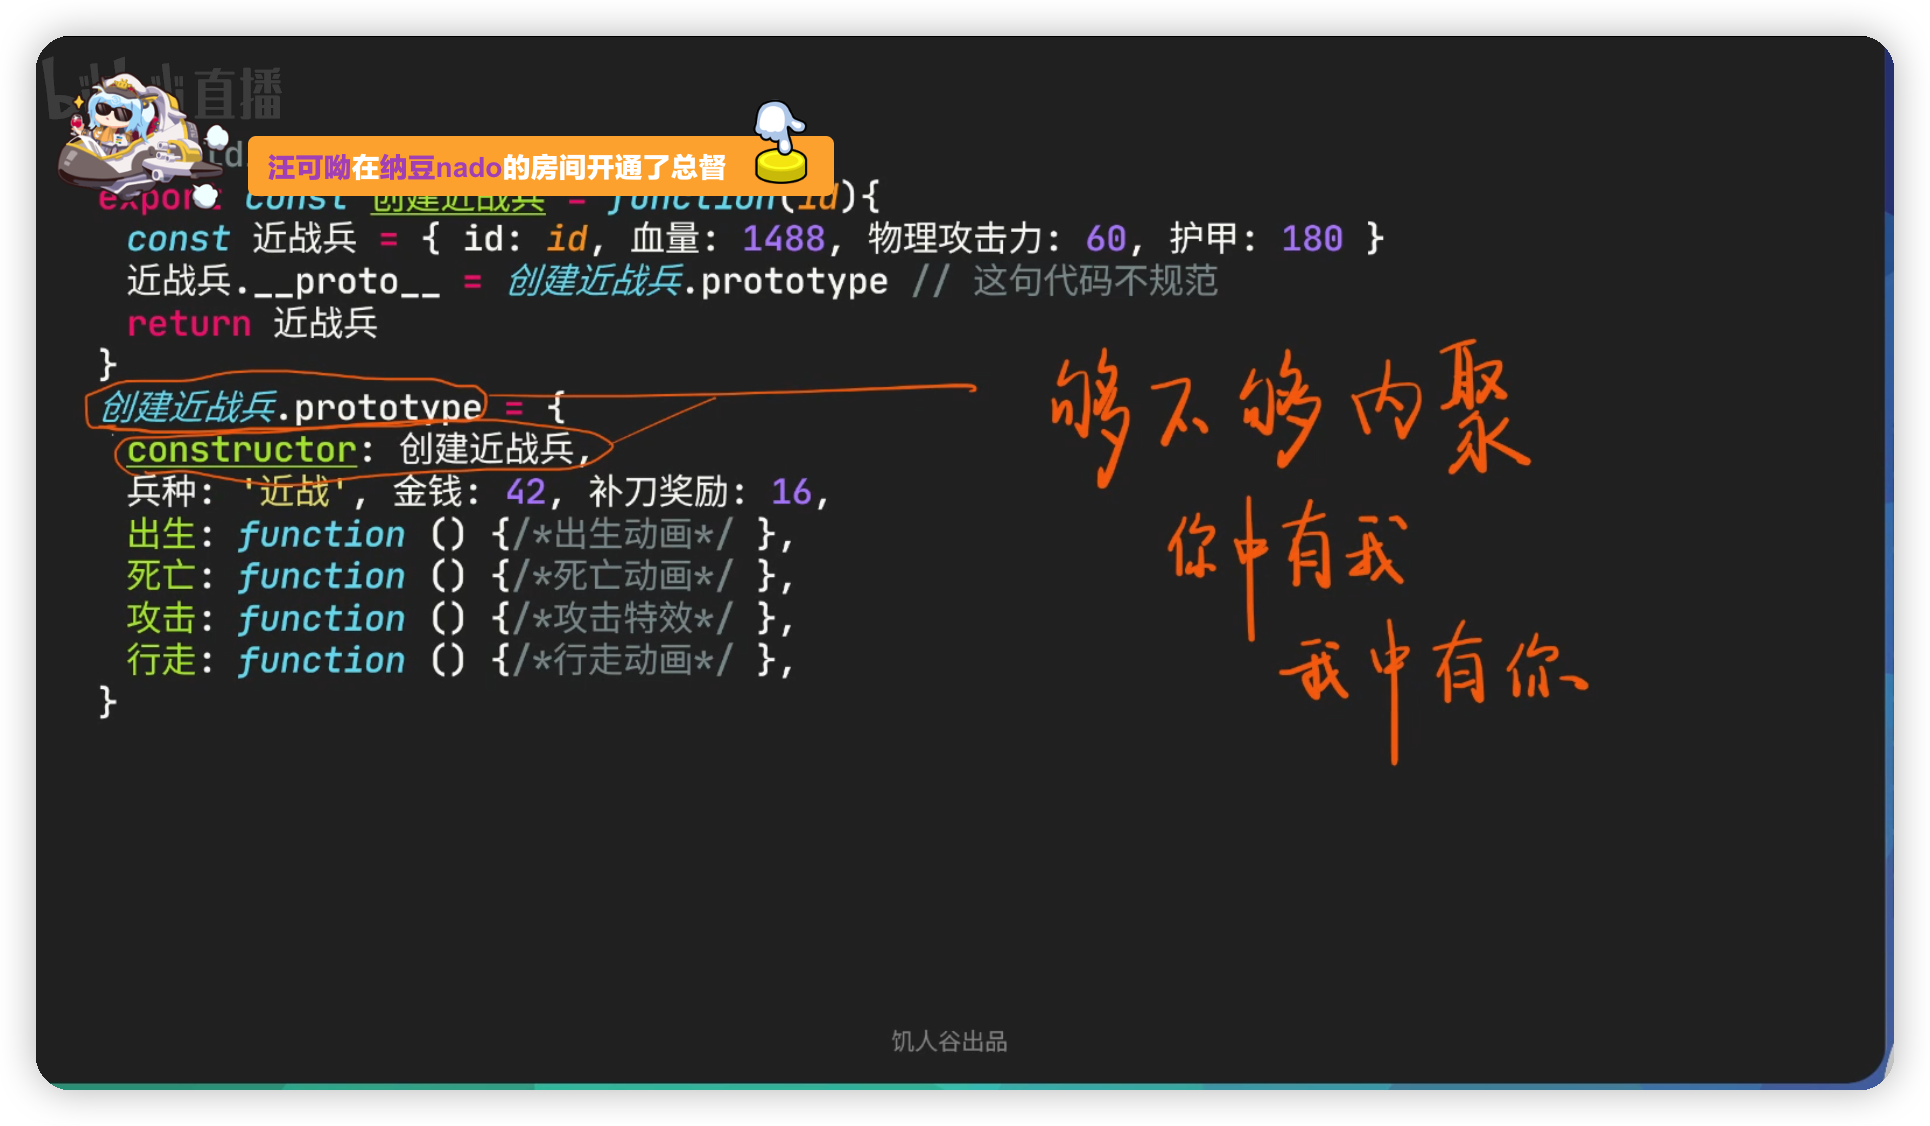 直播
汪可呦在纳豆nado的房间开通了总督
export const 创建近战兵 = function(id){
const 近战兵 = { id: id, 血量: 1488, 物理攻击力: 60, 护甲: 180 }
近战兵.__proto__ = 创建近战兵.prototype // 这句代码不规范
return 近战兵
}
创建近战兵.prototype = {
constructor: 创建近战兵,
兵种: '近战', 金钱: 42, 补刀奖励: 16,
出生: function () {/*出生动画*/ },
死亡: function () {/*死亡动画*/ },
攻击: function () {/*攻击特效*/ },
行走: function () {/*行走动画*/ },
}
够不够内聚
你中有我
我中有你
饥人谷出品